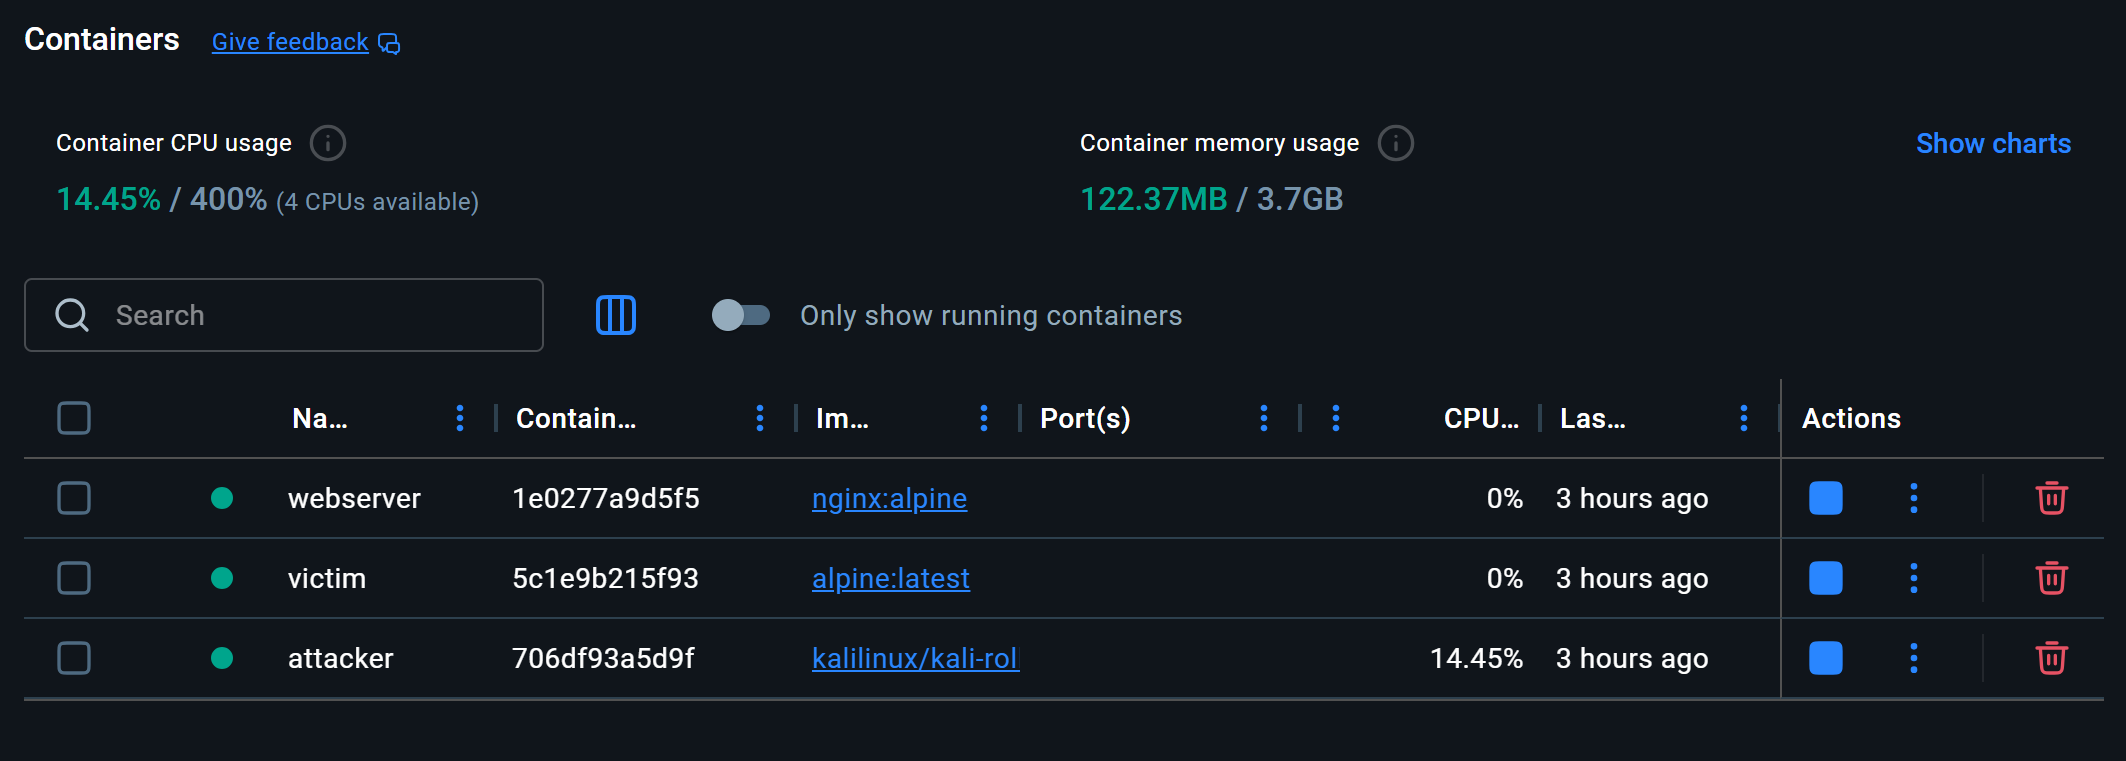 Containers Give feedback
Container CPU usage
14.45% / 400% (4 CPUs available)
Container memory usage
122.37MB / 3.7GB
Show charts
Search
Only show running containers
Na... Contain... Im... Port(s) CPU... Las... Actions
webserver 1e0277a9d5f5 nginx:alpine 0% 3 hours ago
victim 5c1e9b215f93 alpine:latest 0% 3 hours ago
attacker 706df93a5d9f kalilinux/kali-rol 14.45% 3 hours ago